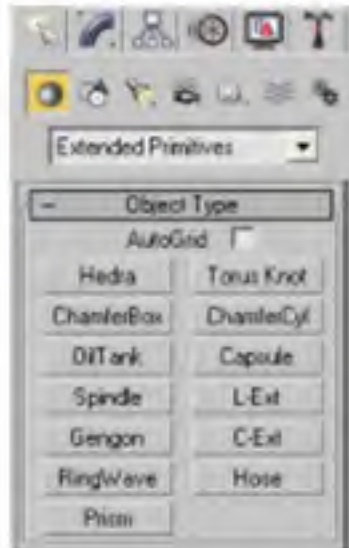 Extended Primitives
- Object Type
AutoGrid
Hedra Torus Knot
ChamferBox ChamferCyl
OilTank Capsule
Spindle L-Ext
Gengon C-Ext
RingWave Hose
Prism